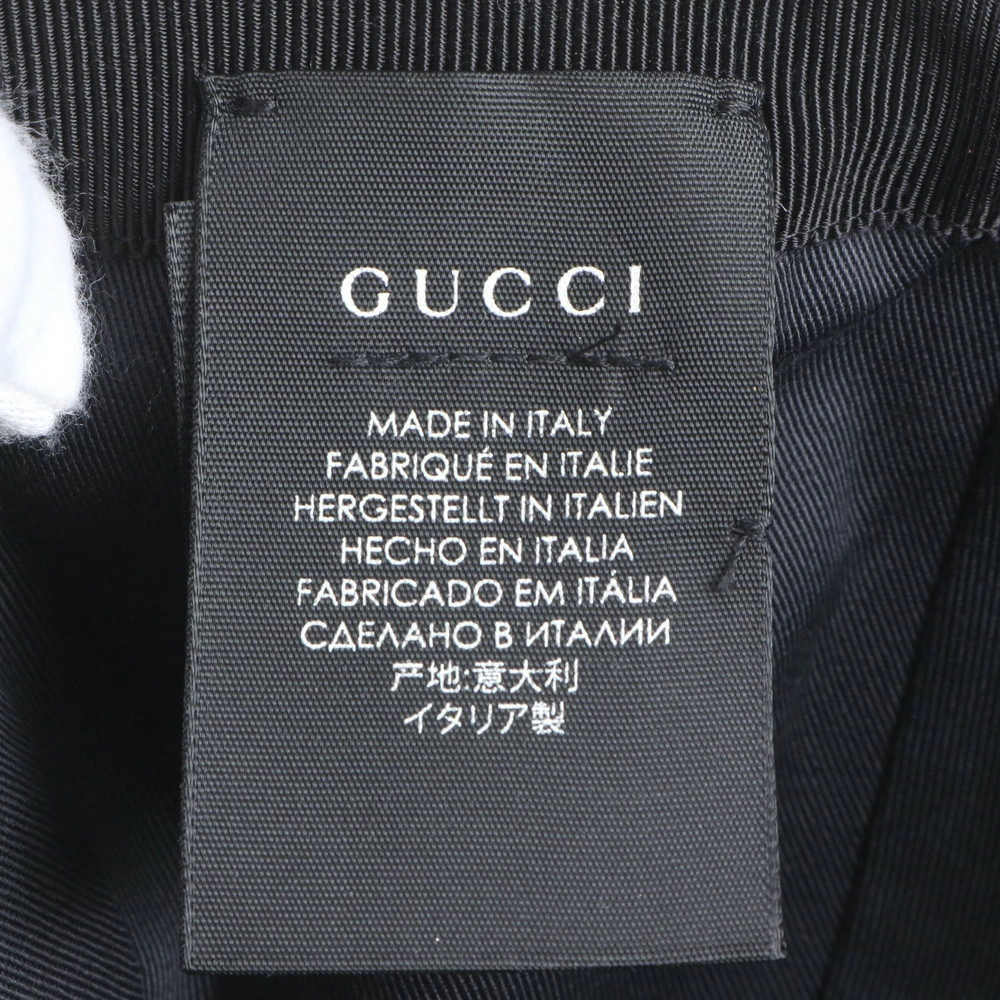 GUCCI
MADE IN ITALY
FABRIQUÉ EN ITALIE
HERGESTELLT IN ITALIEN
HECHO EN ITALIA
FABRICADO EM ITÁLIA
СДЕЛАНО В ИТАЛИИ
产地:意大利
イタリア製